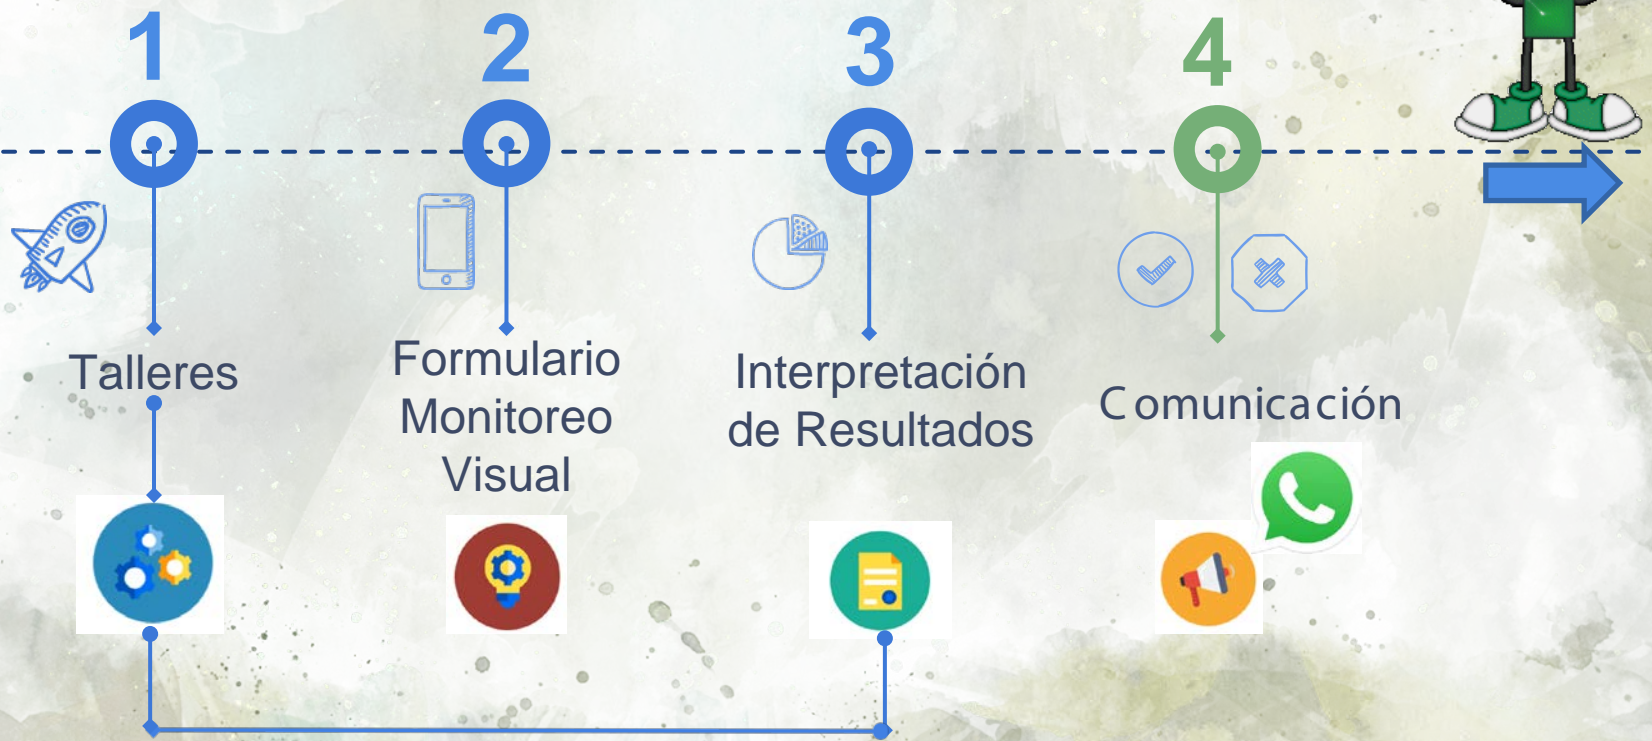 1
2
3
4
Talleres
Formulario
Monitoreo
Visual
Interpretación
de Resultados
Comunicación